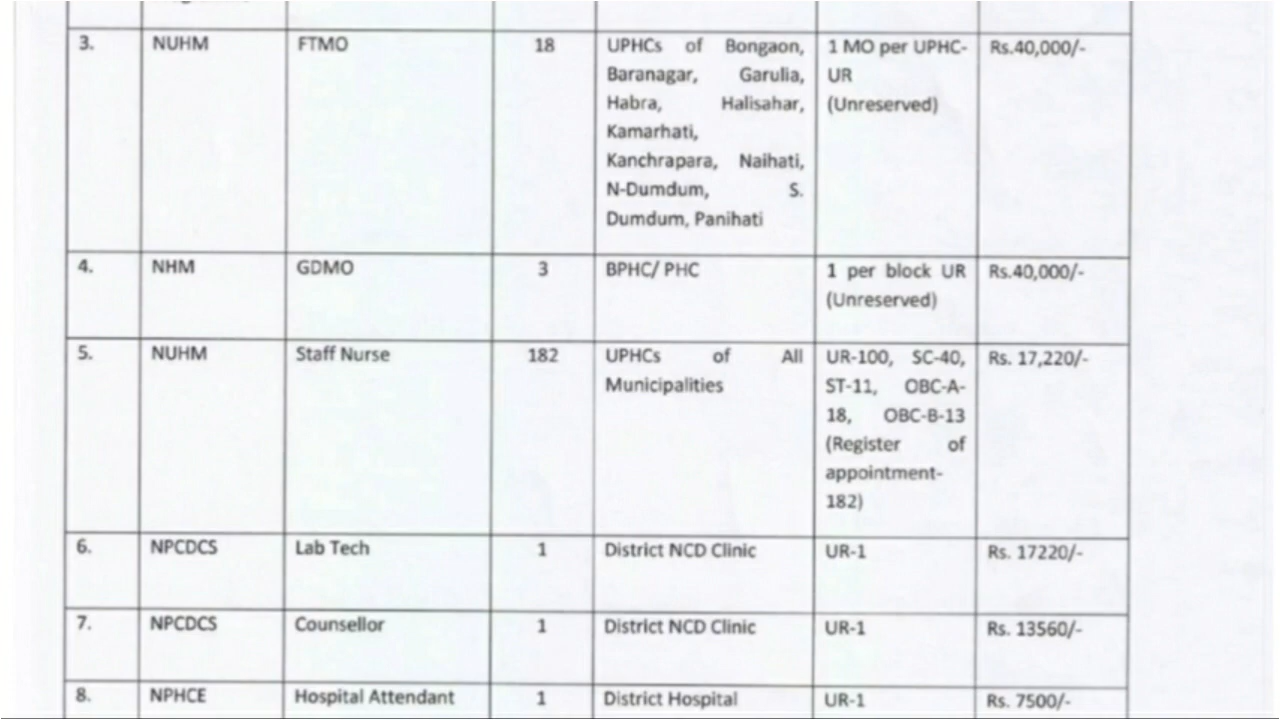 3. NUHM FTMO 18 UPHCs of Bongaon, 1 MO per UPHC- Rs.40,000/-
Baranagar, Garulia, UR
Habra, Halisahar, (Unreserved)
Kamarhati,
Kanchrapara, Naihati,
N-Dumdum, S.
Dumdum, Panihati
4. NHM GDMO 3 BPHC/ PHC 1 per block UR Rs.40,000/-
(Unreserved)
5. NUHM Staff Nurse 182 UPHCs of All UR-100, SC-40, Rs. 17,220/-
Municipalities ST-11, OBC-A-
18, OBC-B-13
(Register of
appointment-
182)
6. NPCDCS Lab Tech 1 District NCD Clinic UR-1 Rs. 17220/-
7. NPCDCS Counsellor 1 District NCD Clinic UR-1 Rs. 13560/-
8. NPHCE Hospital Attendant 1 District Hospital UR-1 Rs. 7500/-